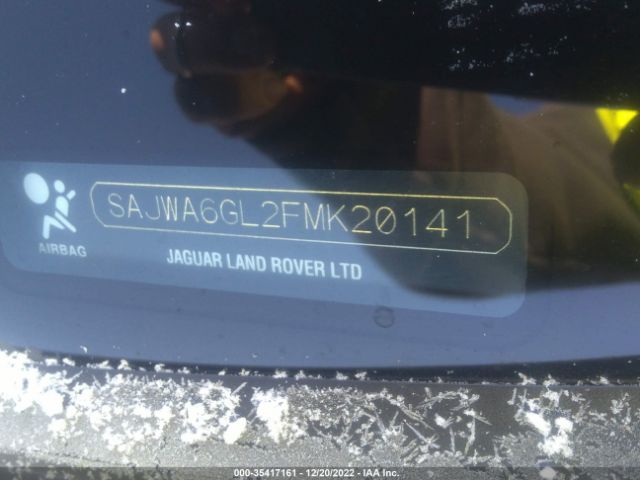 SAJWA6GL2FMK20141
AIRBAG
JAGUAR LAND ROVER LTD
000-35417161 - 12/20/2022 - IAA Inc.